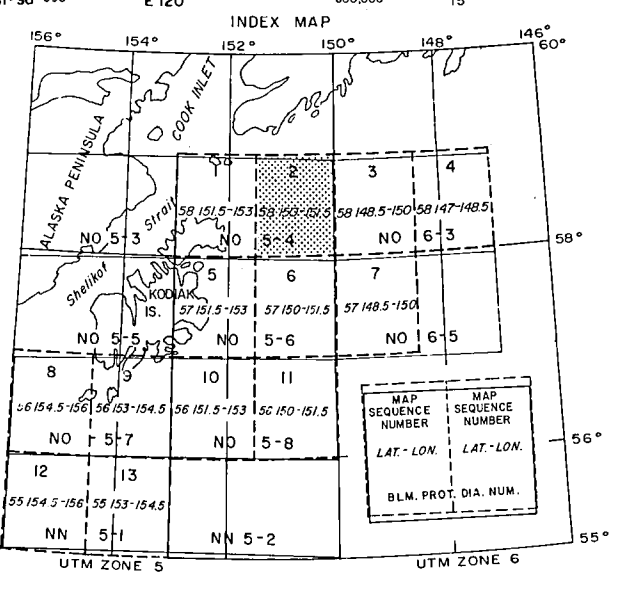 E 120
INDEX MAP
156° 154° 152° 150° 148° 146°
60°
COOK INLET
ALASKA PENINSULA
1 2 3 4
Strait
58 151.5-153 58 150-151.5 58 148.5-150 58 147-148.5
NO 5-3 NO 5-4 NO 6-3
58°
Shelikof
5 6 7
KODIAK
IS.
57 151.5-153 57 150-151.5 57 148.5-150
NO 5-5 NO 5-6 NO 6-5
8 9 10 11
56 154.5-156 56 153-154.5 56 151.5-153 56 150-151.5
NO 5-7 NO 5-8
56°
MAP SEQUENCE NUMBER
MAP SEQUENCE NUMBER
LAT.-LON. LAT.-LON.
BLM. PROT. DIA. NUM.
12 13
55 154.5-156 55 153-154.5
NN 5-1 NN 5-2
55°
UTM ZONE 5 UTM ZONE 6